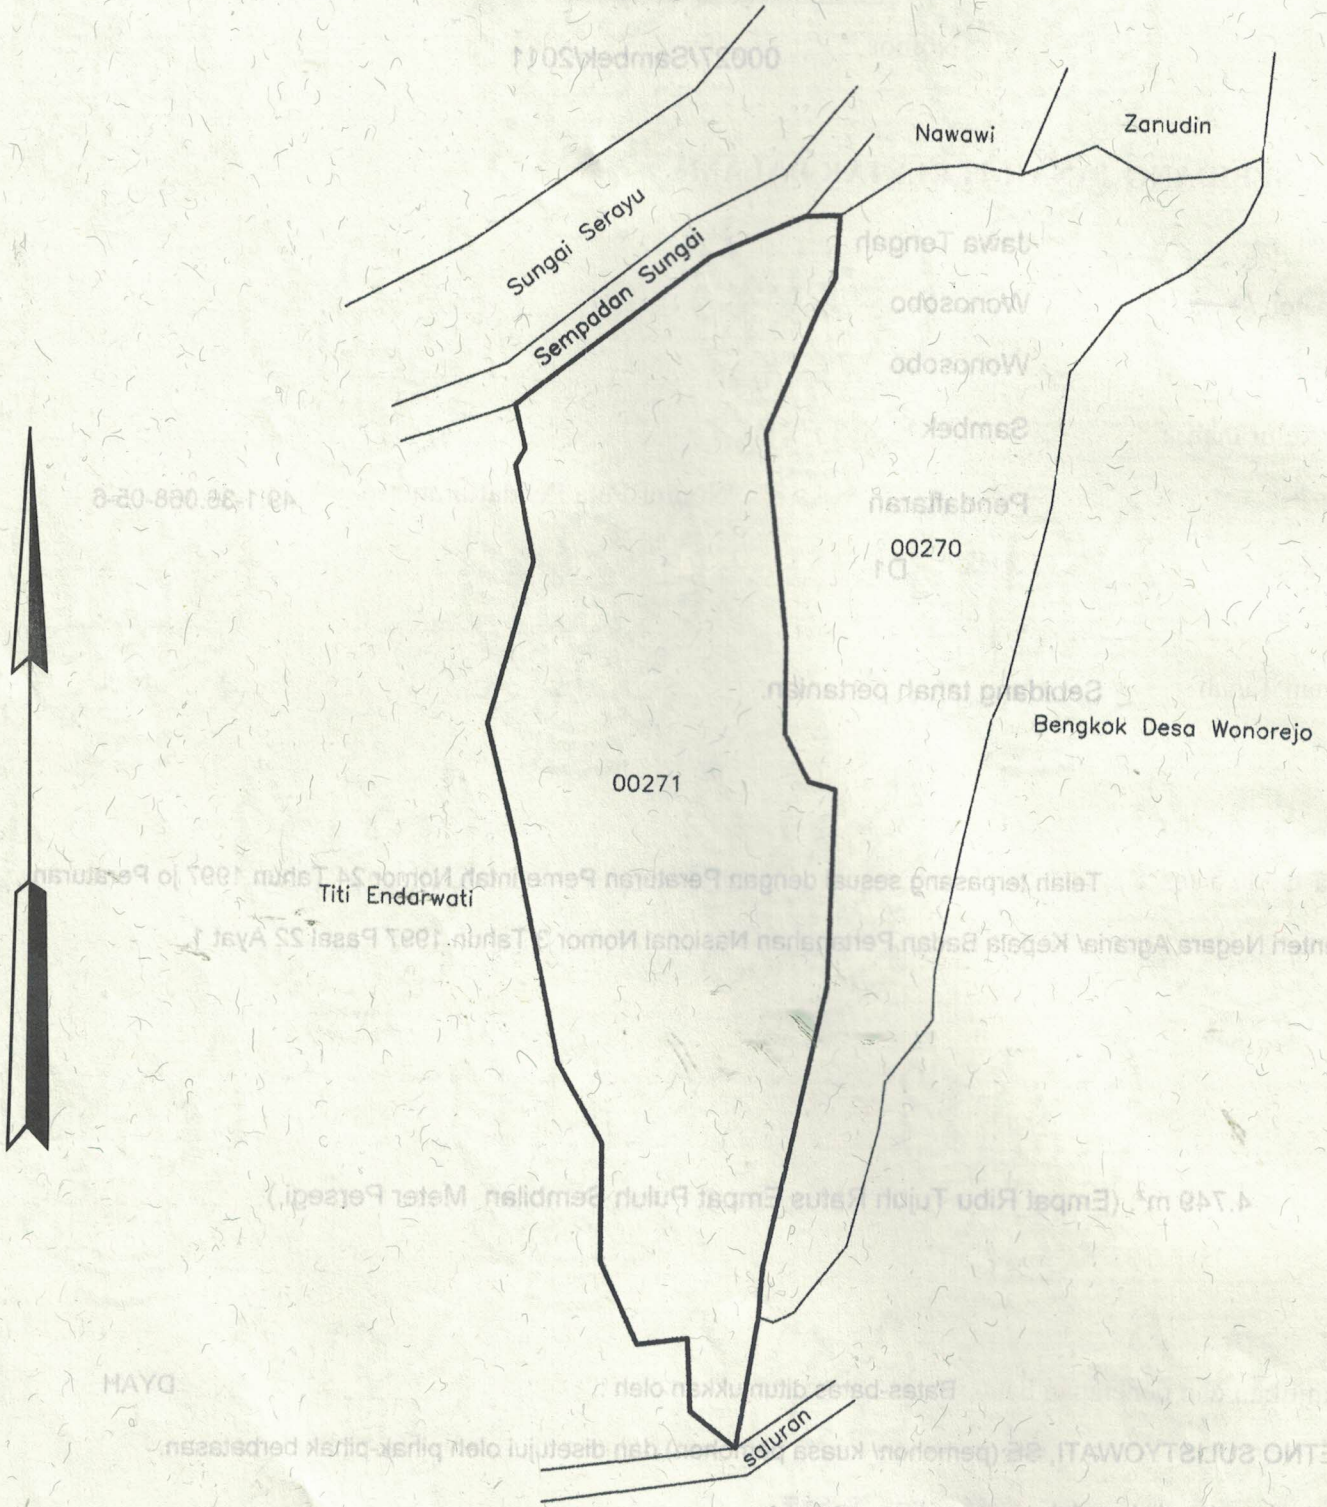 00027/Sambek/2011
Nawawi
Zanudin
Sungai Serayu
Sempadan Sungai
Jawa Tengah
Wonosobo
Wonosobo
Sambek
Pendaftaran 49.1-36.068-05-6
00270
D1
Sebidang tanah pertanian.
Bengkok Desa Wonorejo
00271
Telah terpasang sesuai dengan Peraturan Pemerintah Nomor 24 Tahun 1997 jo Peraturan
Titi Endarwati
Negara/Agraria/ Kepala Badan Pertanahan Nasional Nomor 3 Tahun 1997 Pasal 22 Ayat 1
4.749 m² (Empat Ribu Tujuh Ratus Empat Puluh Sembilan Meter Persegi,)
Batas-batas ditunjukkan oleh : DYAH
SULISTYOWATI, SE (pemohon/ kuasa pemohon) dan disetujui oleh pihak-pihak berbatasan
saluran